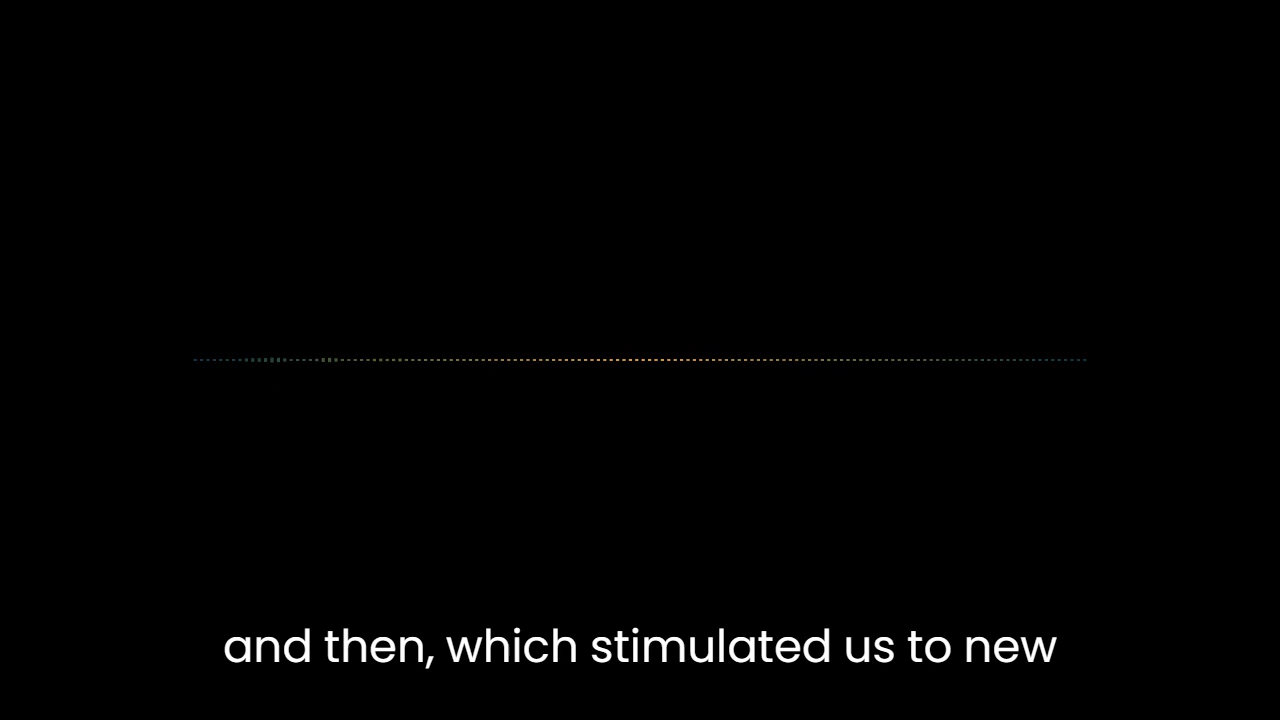 and then, which stimulated us to new